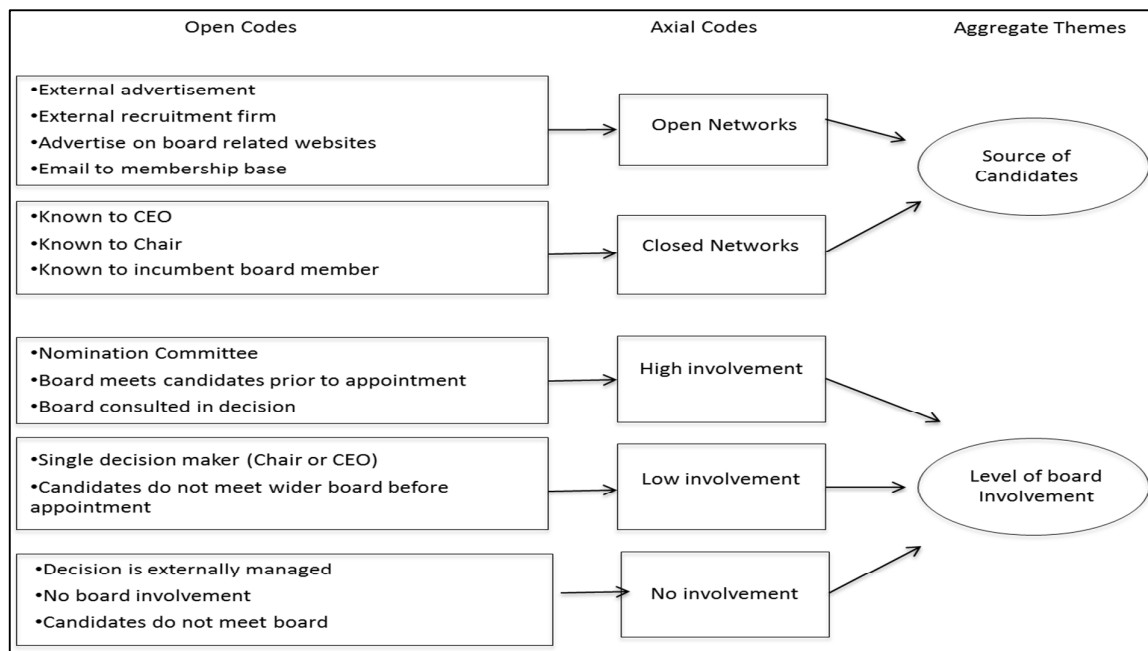 Open Codes
Axial Codes
Aggregate Themes
•External advertisement
•External recruitment firm
•Advertise on board related websites
•Email to membership base
Open Networks
Source of
Candidates
•Known to CEO
•Known to Chair
•Known to incumbent board member
Closed Networks
•Nomination Committee
•Board meets candidates prior to appointment
•Board consulted in decision
High involvement
•Single decision maker (Chair or CEO)
•Candidates do not meet wider board before
appointment
Low involvement
Level of board
Involvement
•Decision is externally managed
•No board involvement
•Candidates do not meet board
No involvement